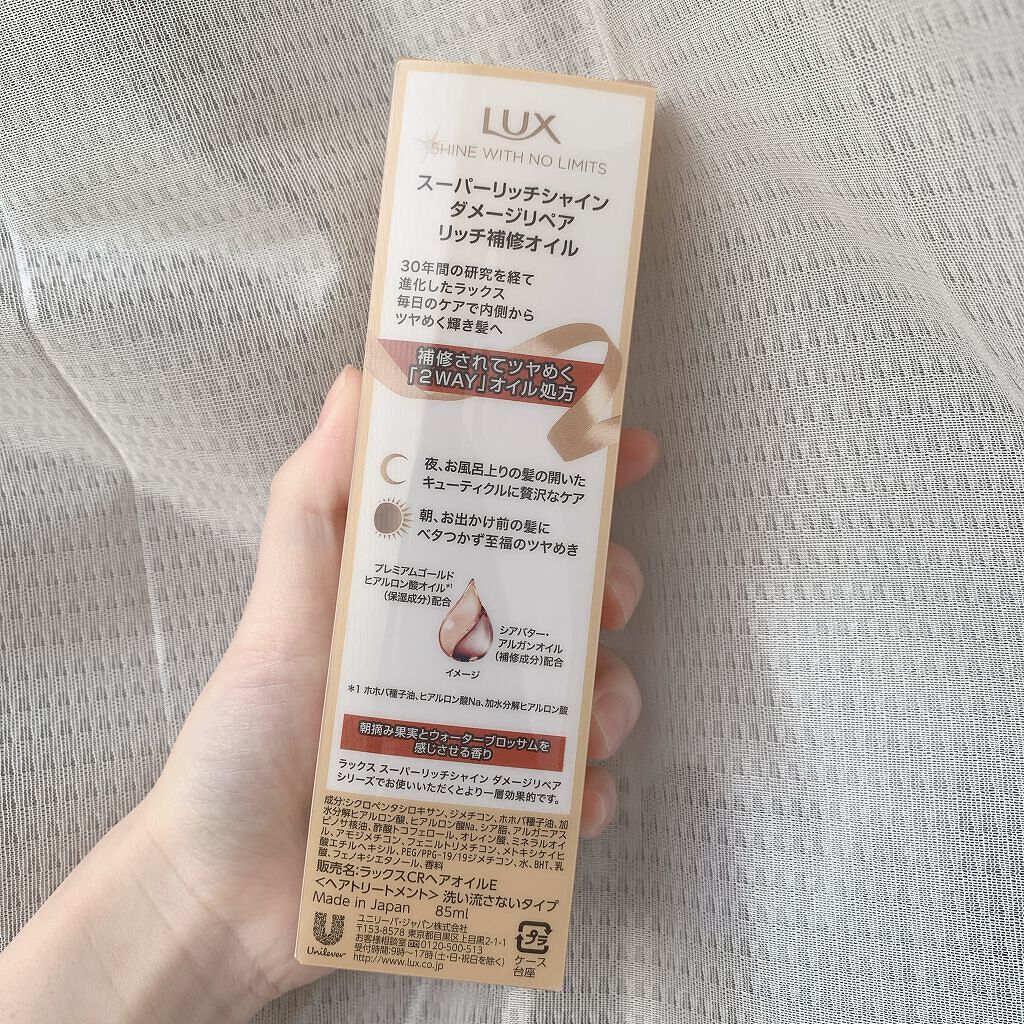 LUX
SHINE WITH NO LIMITS
スーパーリッチシャイン
ダメージリペア
リッチ補修オイル
30年間の研究を経て
進化したラックス
毎日のケアで内側から
ツヤめく輝き髪へ
補修されてツヤめく
「2WAY」オイル処方
夜、お風呂上りの髪の開いた
キューティクルに贅沢なケア
朝、お出かけ前の髪に
ベタつかず至福のツヤめき
プレミアムゴールド
ヒアルロン酸オイル*1
(保湿成分)配合
シアバター・
アルガンオイル
(補修成分)配合
イメージ
*1 ホホバ種子油、ヒアルロン酸Na、加水分解ヒアルロン酸
朝摘み果実とウォーターブロッサムを
感じさせる香り
ラックス スーパーリッチシャイン ダメージリペア
シリーズでお使いいただくとより一層効果的です。
成分:シクロペンタシロキサン、ジメチコン、ホホバ種子油、加
水分解ヒアルロン酸、ヒアルロン酸Na、シア脂、アルガニアス
ピノサ核油、酢酸トコフェロール、オレイン酸、ミネラルオイ
ル、アモジメチコン、フェニルトリメチコン、メトキシケイヒ
酸エチルヘキシル、PEG/PPG-19/19ジメチコン、水、BHT、乳
酸、フェノキシエタノール、香料
販売名:ラックスCRヘアオイルE
<ヘアトリートメント> 洗い流さないタイプ
Made in Japan 85ml
Unilever
ユニリーバ・ジャパン株式会社
〒153-8578 東京都目黒区上目黒2-1-1
お客様相談室 0120-500-513
受付時間:9時～17時(土・日・祝日を除く)
http://www.lux.co.jp
プラ
ケース
台座